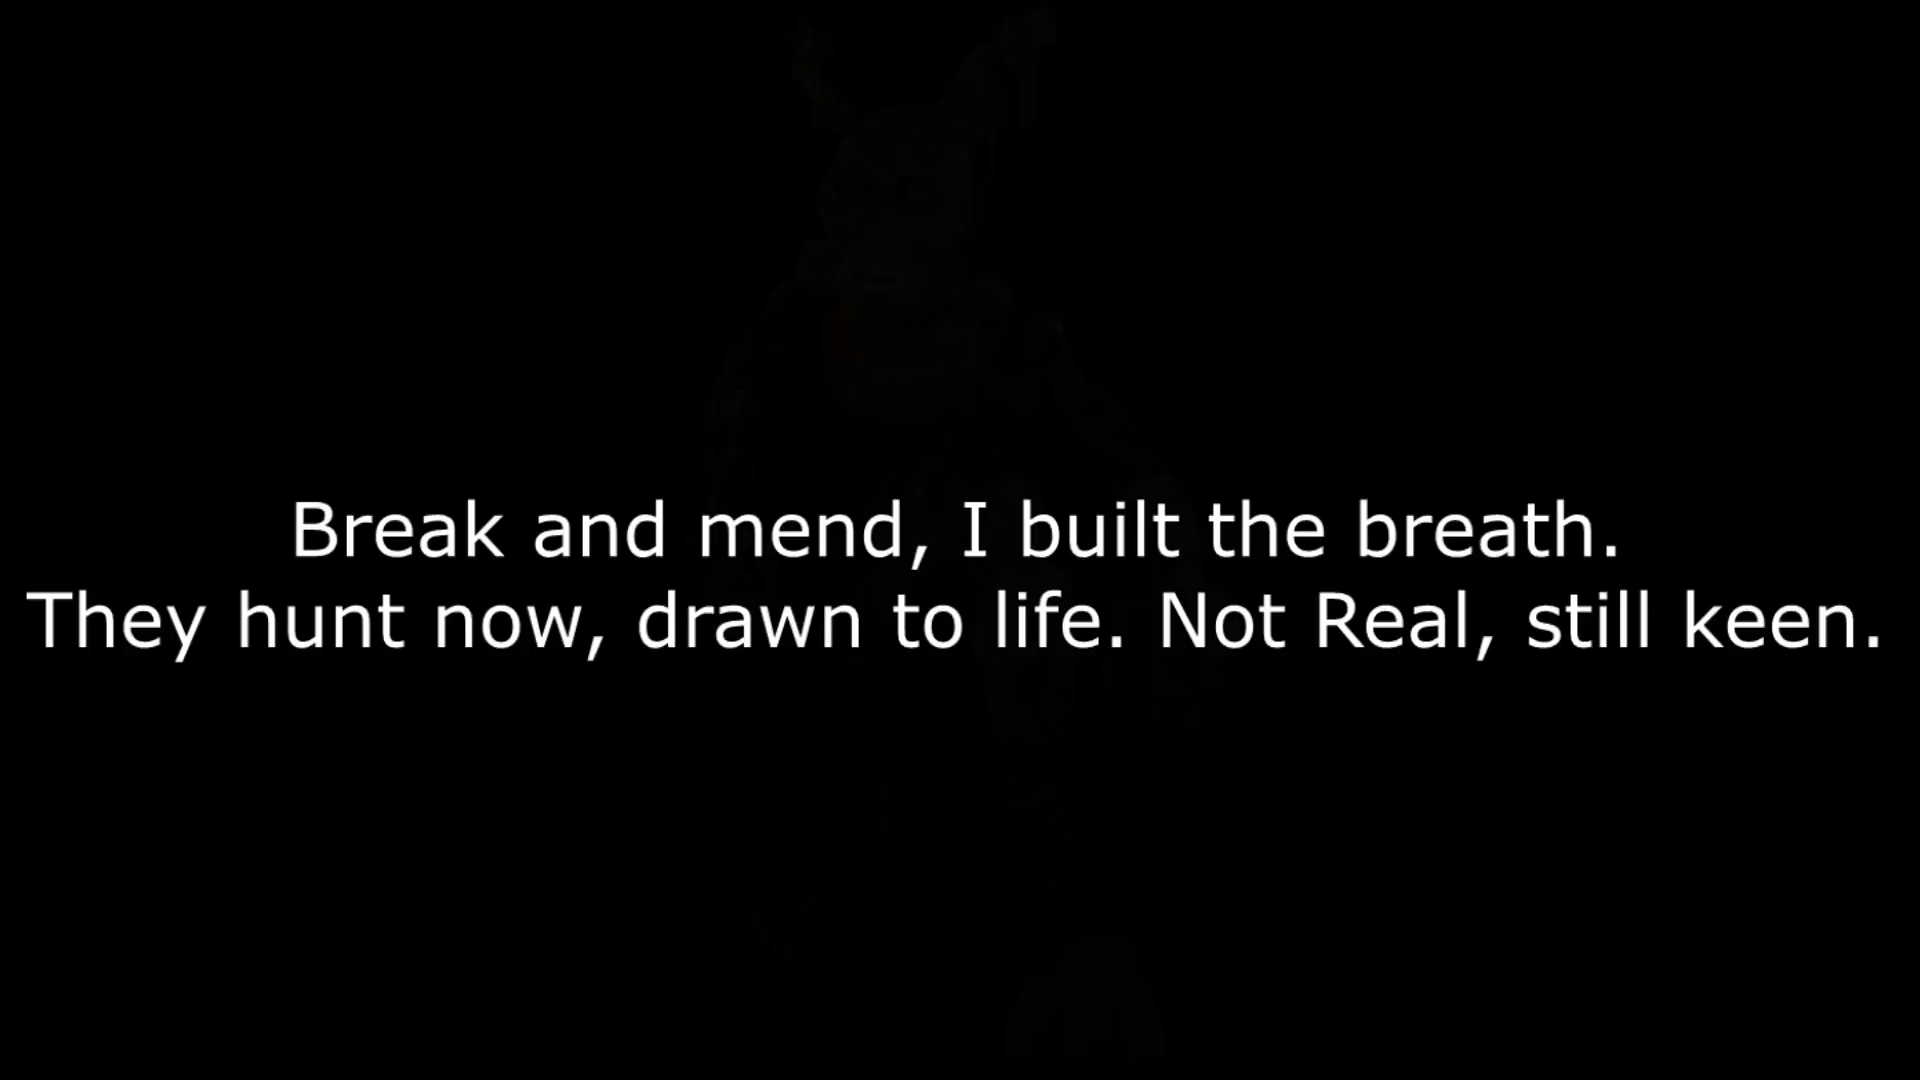 Break and mend, I built the breath.
They hunt now, drawn to life. Not Real, still keen.